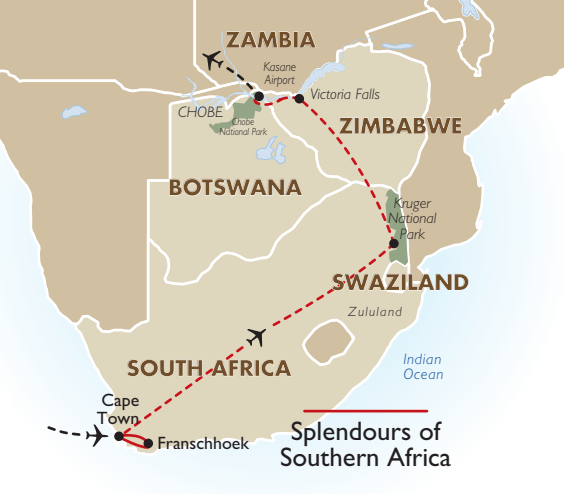 ZAMBIA
Kasane
Airport
Victoria Falls
CHOBE
Chobe
National Park
ZIMBABWE
BOTSWANA
Kruger
National
Park
SWAZILAND
Zululand
Indian
Ocean
SOUTH AFRICA
Cape
Town
Franschhoek
Splendours of
Southern Africa